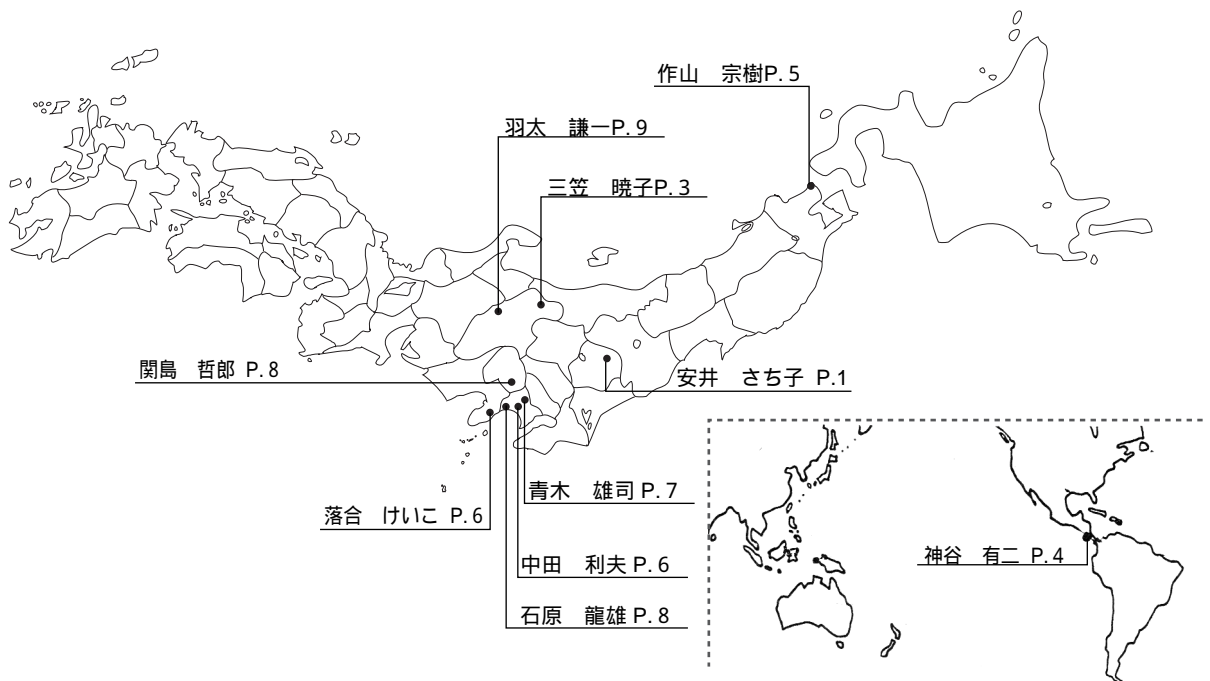 作山　宗樹P.5
羽太　謙一P.9
三笠　暁子P.3
関島　哲郎 P.8
安井　さち子 P.1
青木　雄司 P.7
落合　けいこ P.6
神谷　有二 P.4
中田　利夫 P.6
石原　龍雄 P.8